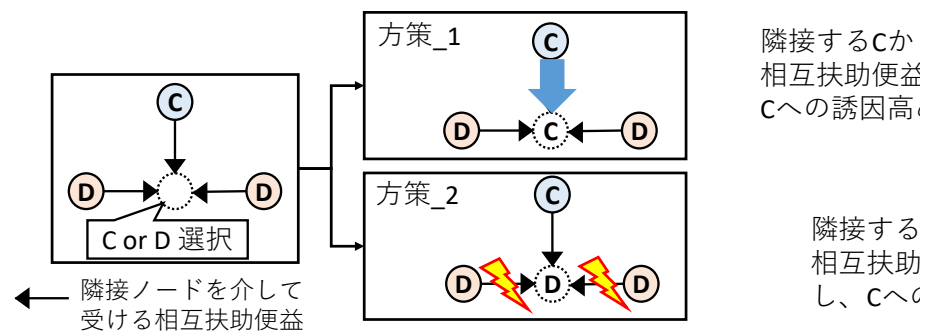 C
D
D
C or D 選択
隣接ノードを介して
受ける相互扶助便益
方策_1
C
D
C
D
方策_2
C
D
D
D
隣接するCか
相互扶助便益
Cへの誘因高
隣接する
相互扶助
し、Cへの